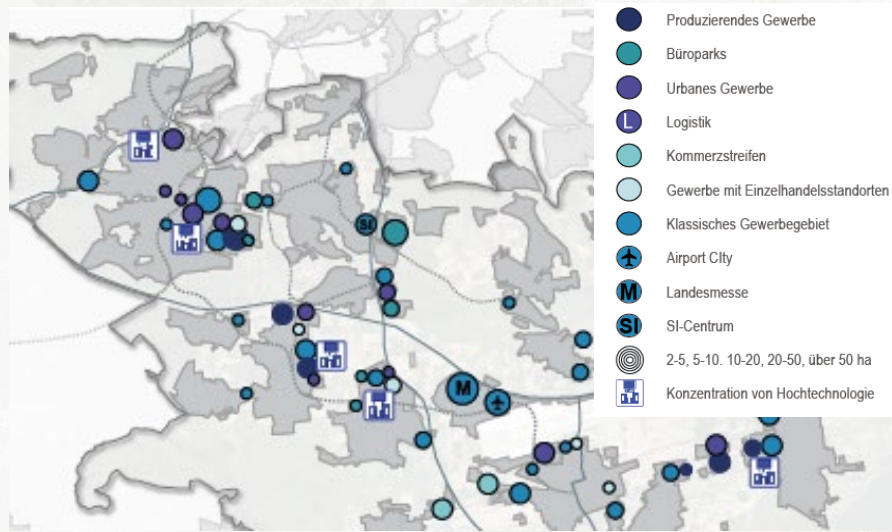 Produzierendes Gewerbe
Büroparks
Urbanes Gewerbe
L Logistik
Kommerzstreifen
Gewerbe mit Einzelhandelsstandorten
Klassisches Gewerbegebiet
Airport CIty
M Landesmesse
SI SI-Centrum
2-5, 5-10. 10-20, 20-50, über 50 ha
Konzentration von Hochtechnologie
SI
M